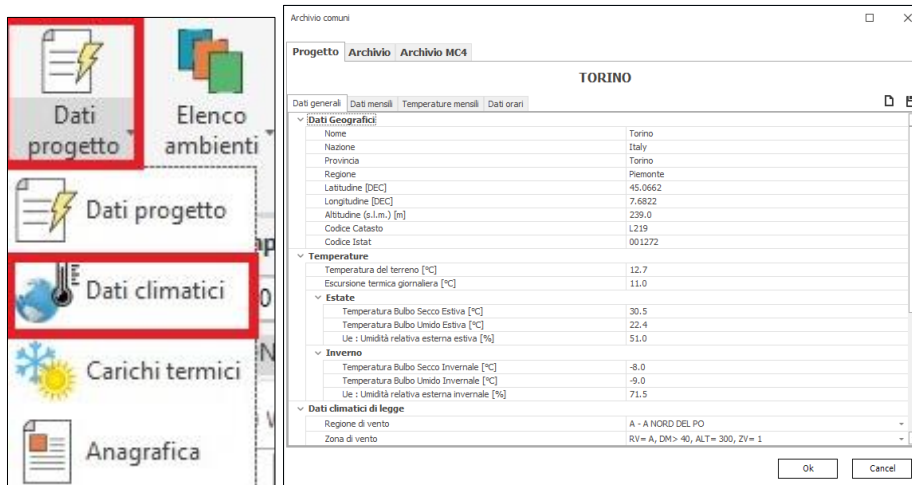 Dati
progetto
Elenco
ambienti
Dati progetto
Dati climatici
Carichi termici
Anagrafica
Archivio comuni
Progetto Archivio Archivio MC4
TORINO
Dati generali Dati mensili Temperature mensili Dati orari
Dati Geografici
Nome Torino
Nazione Italy
Provincia Torino
Regione Piemonte
Latitudine [DEC] 45.0662
Longitudine [DEC] 7.6822
Altitudine (s.l.m.) [m] 239.0
Codice Catasto L219
Codice Istat 001272
Temperature
Temperatura del terreno [°C] 12.7
Escursione termica giornaliera [°C] 11.0
Estate
Temperatura Bulbo Secco Estiva [°C] 30.5
Temperatura Bulbo Umido Estiva [°C] 22.4
Ue : Umidità relativa esterna estiva [%] 51.0
Inverno
Temperatura Bulbo Secco Invernale [°C] -8.0
Temperatura Bulbo Umido Invernale [°C] -9.0
Ue : Umidità relativa esterna invernale [%] 71.5
Dati climatici di legge
Regione di vento A - A NORD DEL PO
Zona di vento RV= A, DM> 40, ALT= 300, ZV= 1
Ok Cancel